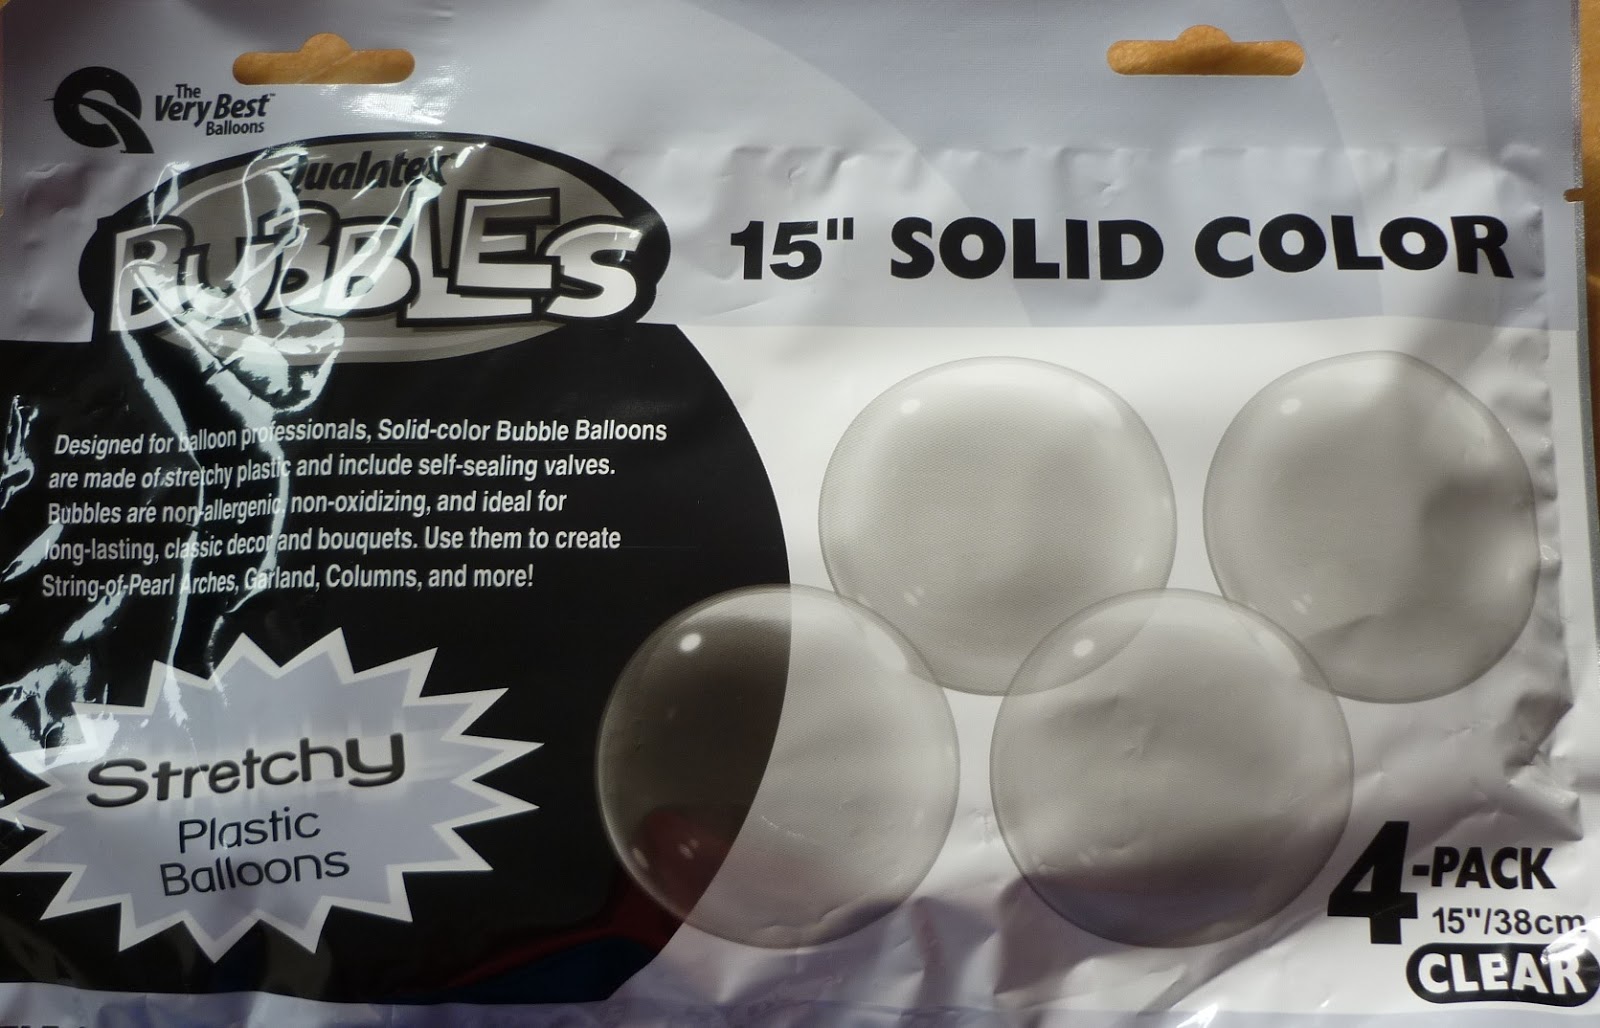 The
Very Best™
Balloons
Qualatex
BUBBLES
15" SOLID COLOR
Designed for balloon professionals, Solid-color Bubble Balloons
are made of stretchy plastic and include self-sealing valves.
Bubbles are non-allergenic, non-oxidizing, and ideal for
long-lasting, classic decor and bouquets. Use them to create
String-of-Pearl Arches, Garland, Columns, and more!
Stretchy
Plastic
Balloons
4-PACK
15"/38cm
CLEAR